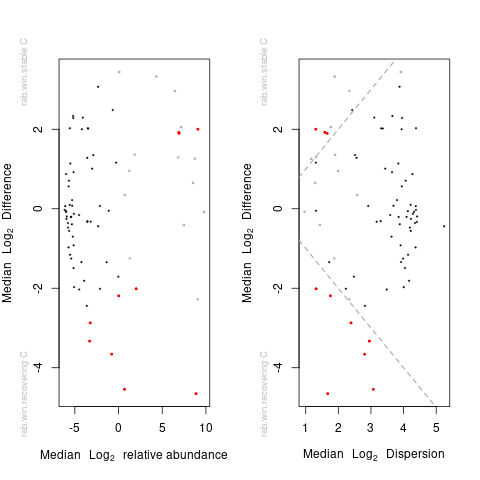 rab.win.stable C
rab.win.recovering C
Median Log2 Difference
2
0
-2
-4
-5
0
5
10
Median Log2 relative abundance
rab.win.stable C
rab.win.recovering C
Median Log2 Difference
2
0
-2
-4
1
2
3
4
5
Median Log2 Dispersion